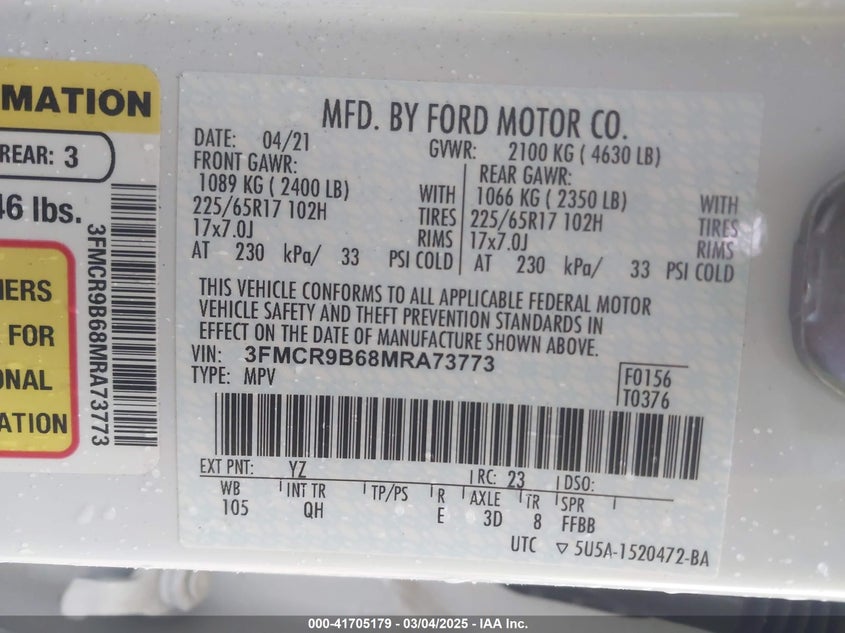 MATION
REAR: 3
46 lbs.
3FMCR9B68MRA73773
IERS
FOR
ONAL
ATION
MFD. BY FORD MOTOR CO.
DATE: 04/21 GVWR: 2100 KG ( 4630 LB)
FRONT GAWR: REAR GAWR:
1089 KG ( 2400 LB) WITH 1066 KG ( 2350 LB) WITH
225/65R17 102H TIRES 225/65R17 102H TIRES
17x7.0J RIMS 17x7.0J RIMS
AT 230 kPa/ 33 PSI COLD AT 230 kPa/ 33 PSI COLD
THIS VEHICLE CONFORMS TO ALL APPLICABLE FEDERAL MOTOR
VEHICLE SAFETY AND THEFT PREVENTION STANDARDS IN
EFFECT ON THE DATE OF MANUFACTURE SHOWN ABOVE.
VIN: 3FMCR9B68MRA73773
TYPE: MPV
F0156
T0376
EXT PNT: YZ RC: 23 DSO:
WB INT TR TP/PS R AXLE TR SPR
105 QH E 3D 8 FFBB
UTC ▽ 5U5A-1520472-BA
000-41705179 - 03/04/2025 - IAA Inc.